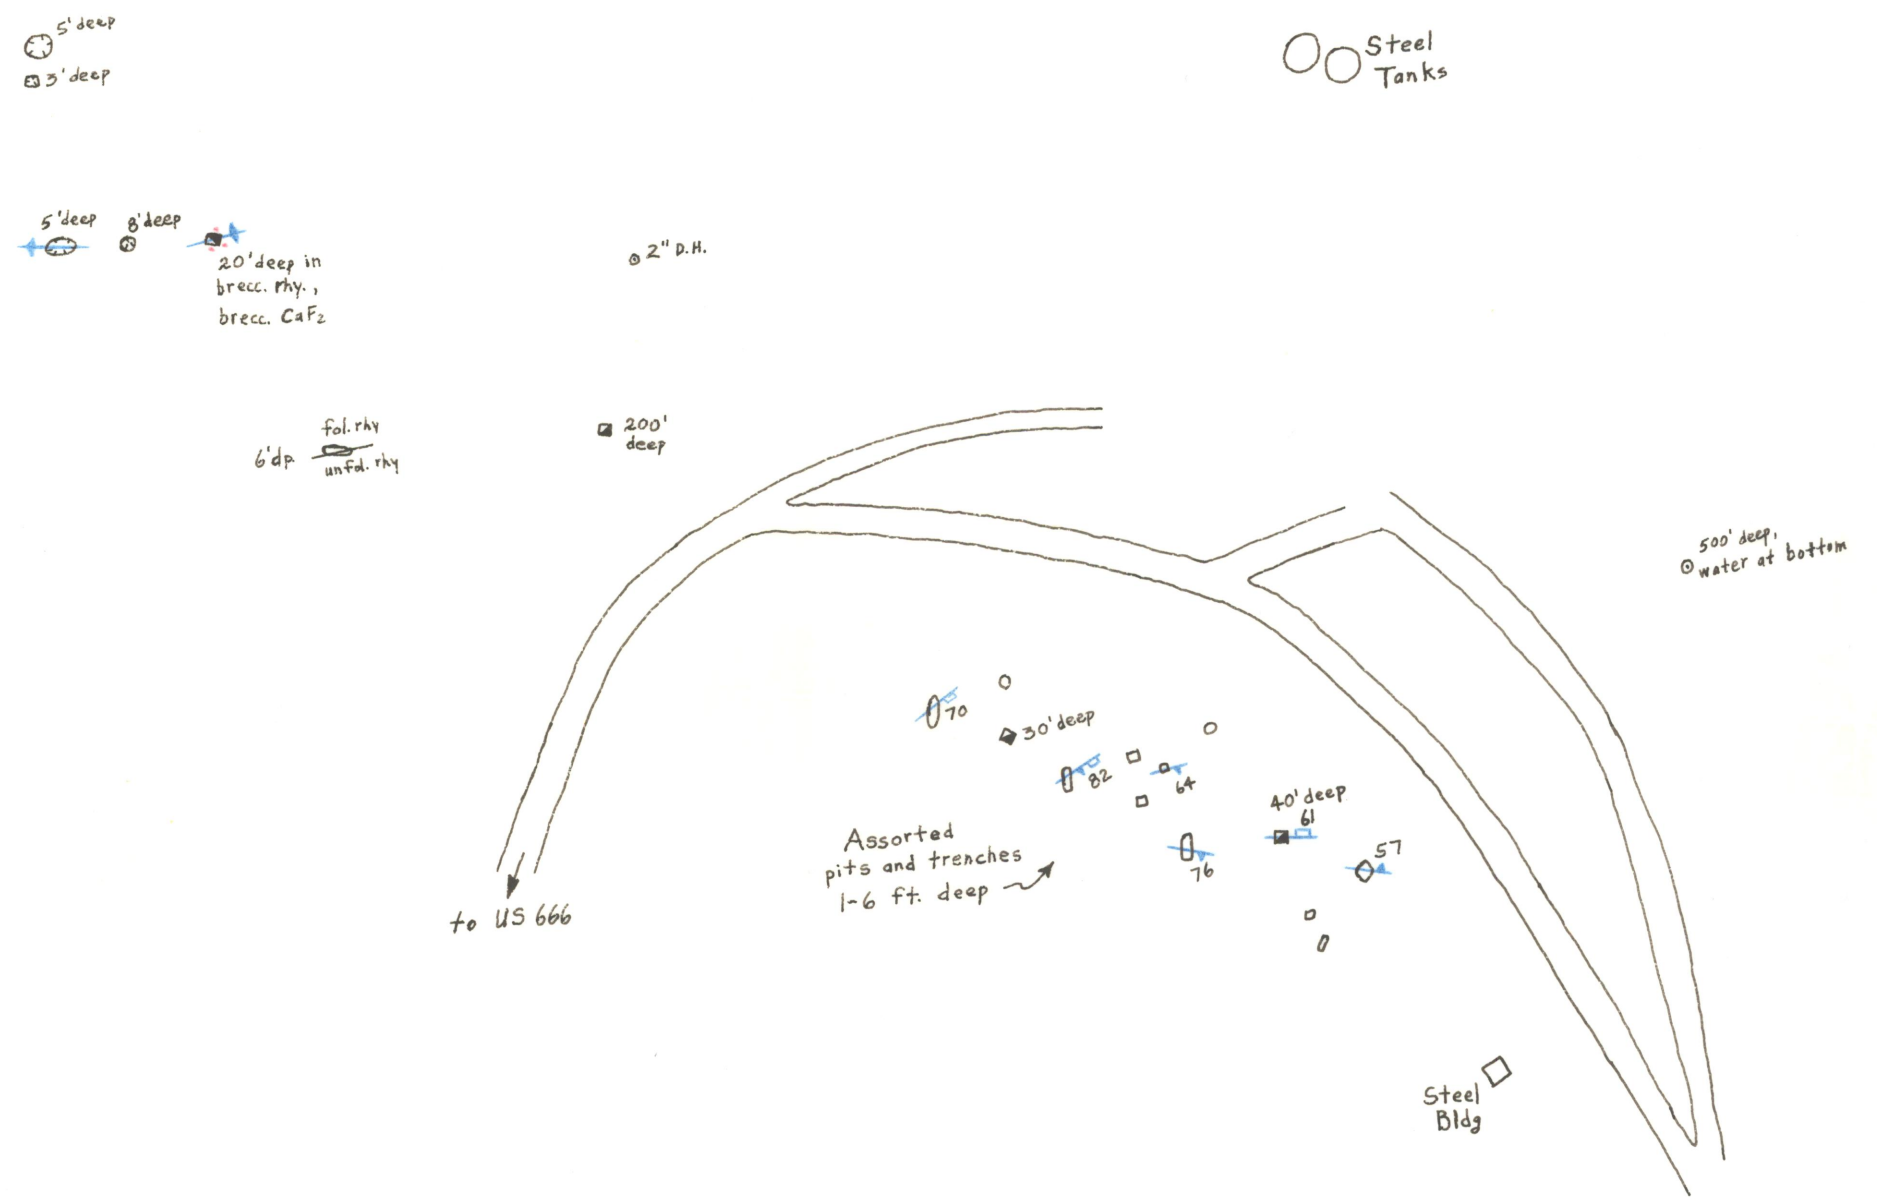 5' deep
3' deep
Steel
Tanks
5' deep
8' deep
20' deep in
brecc. rhy.,
brecc. CaF₂
2" D.H.
fol. rhy
6' dp.
unfol. rhy
200'
deep
500' deep,
water at bottom
70
30' deep
82
64
40' deep
61
57
76
Assorted
pits and trenches
1-6 ft. deep
to US 666
Steel
Bldg